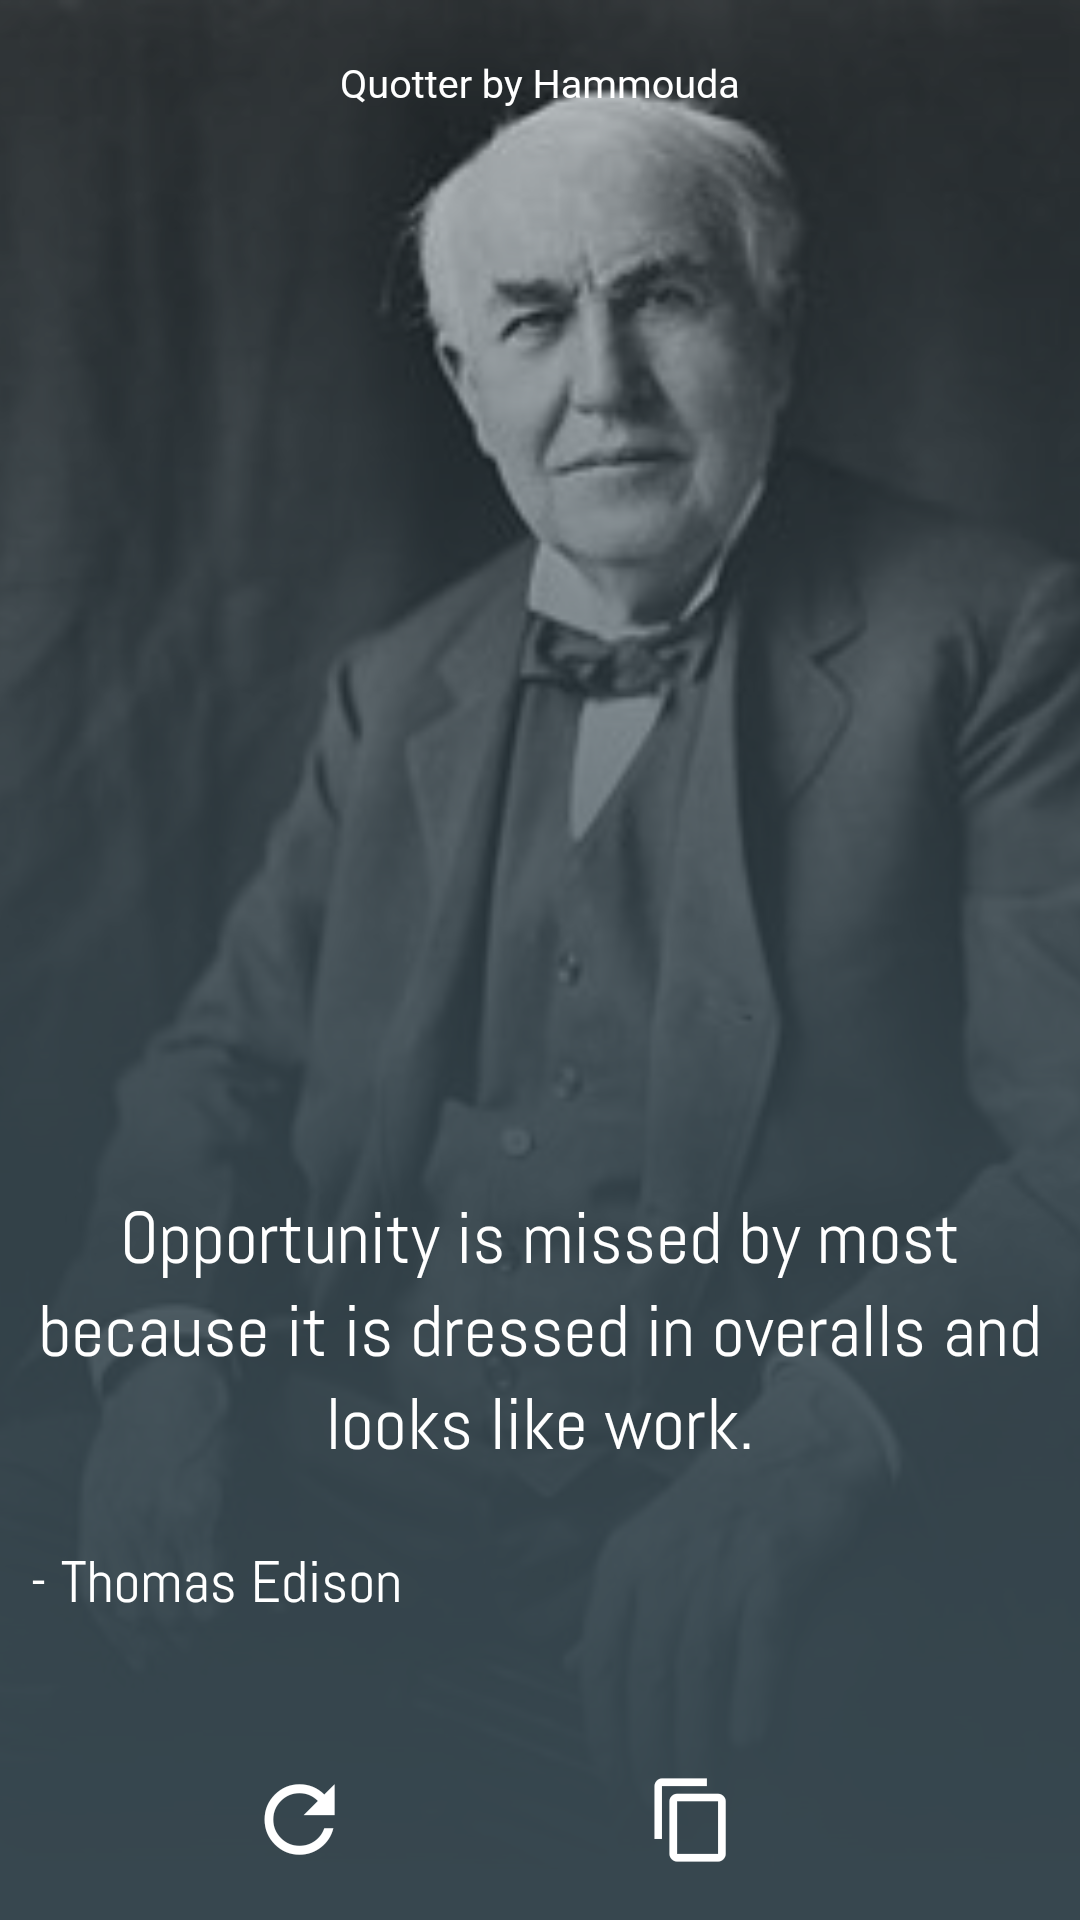 Quotter by Hammouda
Opportunity is missed by most
because it is dressed in overalls and
looks like work.
- Thomas Edison